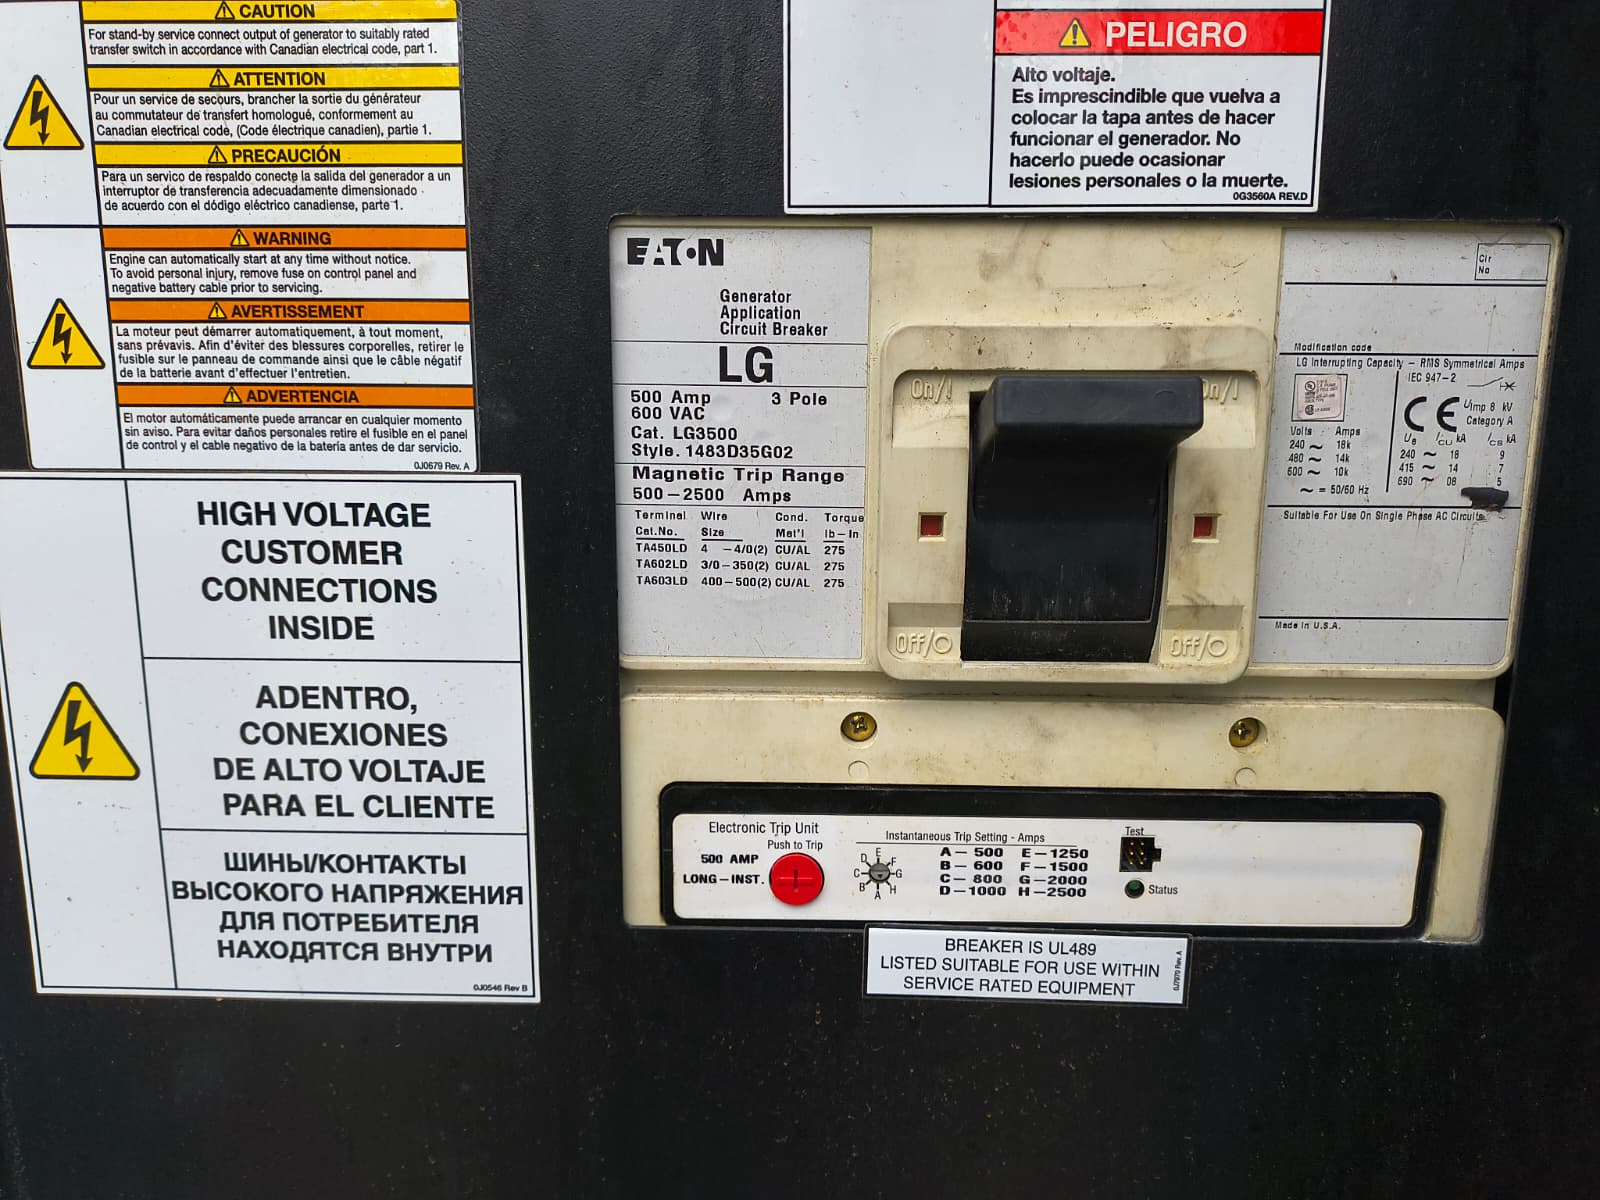 CAUTION
For stand-by service connect output of generator to suitably rated
transfer switch in accordance with Canadian electrical code, part 1.
ATTENTION
Pour un service de secours, brancher la sortie du générateur
au commutateur de transfert homologué, conformement au
Canadian electrical code, (Code électrique canadien), partie 1.
PRECAUCIÓN
Para un servico de respaldo conecte la salida del generador a un
interruptor de transferencia adecuadamente dimensionado
de acuerdo con el dódigo eléctrico canadiense, parte 1.
WARNING
Engine can automatically start at any time without notice.
To avoid personal injury, remove fuse on control panel and
negative battery cable prior to servicing.
AVERTISSEMENT
La moteur peut démarrer automatiquement, à tout moment,
sans prévavis. Afin d'éviter des blessures corporelles, retirer le
fusible sur le panneau de commande ainsi que le câble négatif
de la batterie avant d'effectuer l'entretien.
ADVERTENCIA
El motor automáticamente puede arrancar en cualquier momento
sin aviso. Para evitar daños personales retire el fusible en el panel
de control y el cable negativo de la batería antes de dar servicio.
0J0679 Rev. A
HIGH VOLTAGE
CUSTOMER
CONNECTIONS
INSIDE
ADENTRO,
CONEXIONES
DE ALTO VOLTAJE
PARA EL CLIENTE
ШИНЫ/КОНТАКТЫ
ВЫСОКОГО НАПРЯЖЕНИЯ
ДЛЯ ПОТРЕБИТЕЛЯ
НАХОДЯТСЯ ВНУТРИ
0J0546 Rev B
PELIGRO
Alto voltaje.
Es imprescindible que vuelva a
colocar la tapa antes de hacer
funcionar el generador. No
hacerlo puede ocasionar
lesiones personales o la muerte.
0G3560A REV.D
EATON
Generator
Application
Circuit Breaker
LG
500 Amp 3 Pole
600 VAC
Cat. LG3500
Style. 1483D35G02
Magnetic Trip Range
500-2500 Amps
Terminal Wire Cond. Torque
Cat.No. Size Mat'l lb-In
TA450LD 4 -4/0(2) CU/AL 275
TA602LD 3/0-350(2) CU/AL 275
TA603LD 400-500(2) CU/AL 275
On/I On/I
Off/O Off/O
Cir
No
Modification code
LG Interrupting Capacity - RMS Symmetrical Amps
IEC 947-2
CE
Uimp 8 kV
Category A
Volts Amps
240 ~ 18k
480 ~ 14k
600 ~ 10k
~ = 50/60 Hz
Ue Icu kA Ics kA
240 ~ 18 9
415 ~ 14 7
690 ~ 08 5
Suitable For Use On Single Phase AC Circuits
Made in U.S.A.
Electronic Trip Unit
Push to Trip
500 AMP
LONG-INST.
A B C D E F G H
Instantaneous Trip Setting - Amps
A-500 E-1250
B-600 F-1500
C-800 G-2000
D-1000 H-2500
Test
Status
BREAKER IS UL489
LISTED SUITABLE FOR USE WITHIN
SERVICE RATED EQUIPMENT